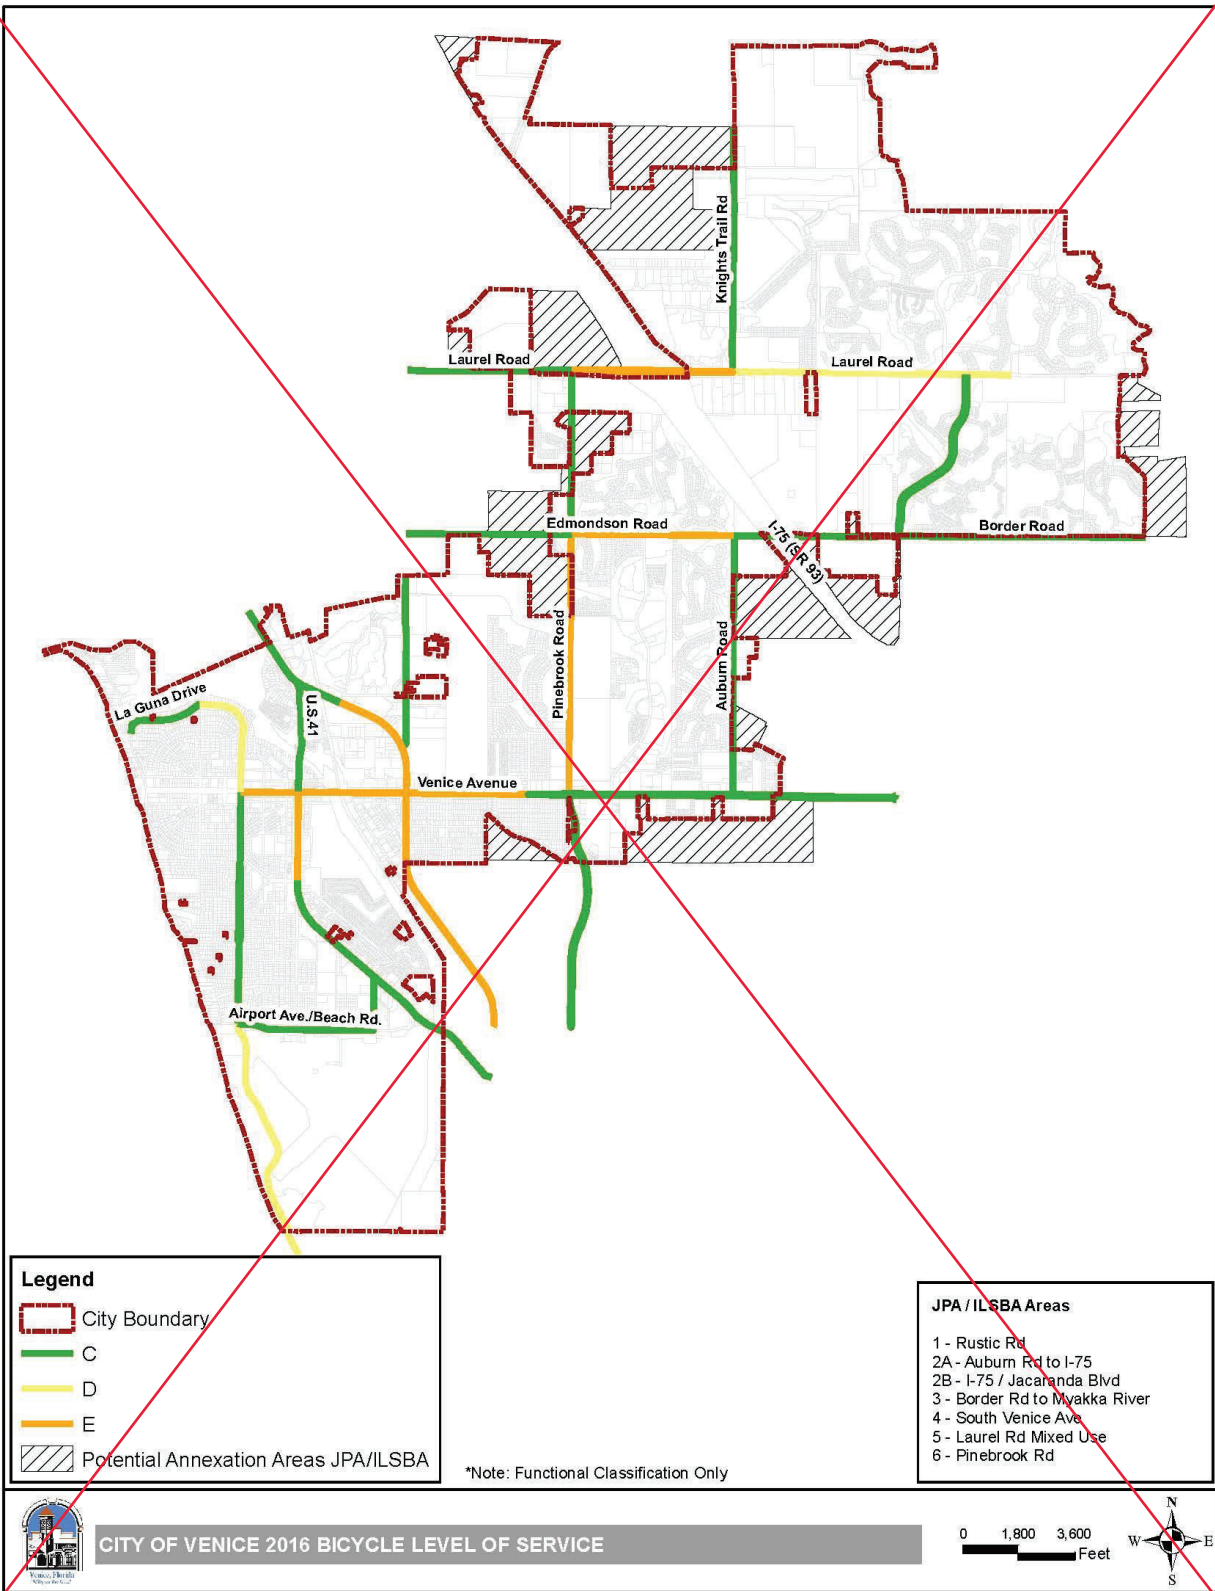 Knights Trail Rd
Laurel Road
Laurel Road
Edmondson Road
I-75 (SR 93)
Border Road
Pinebrook Road
Auburn Road
La Guna Drive
U.S.41
Venice Avenue
Airport Ave./Beach Rd.
Legend
City Boundary
C
D
E
Potential Annexation Areas JPA/ILSBA
*Note: Functional Classification Only
JPA / ILSBA Areas
1 - Rustic Rd
2A - Auburn Rd to I-75
2B - I-75 / Jacaranda Blvd
3 - Border Rd to Myakka River
4 - South Venice Ave
5 - Laurel Rd Mixed Use
6 - Pinebrook Rd
Venice, Florida
CITY OF VENICE 2016 BICYCLE LEVEL OF SERVICE
0 1,800 3,600
Feet
N
W E
S